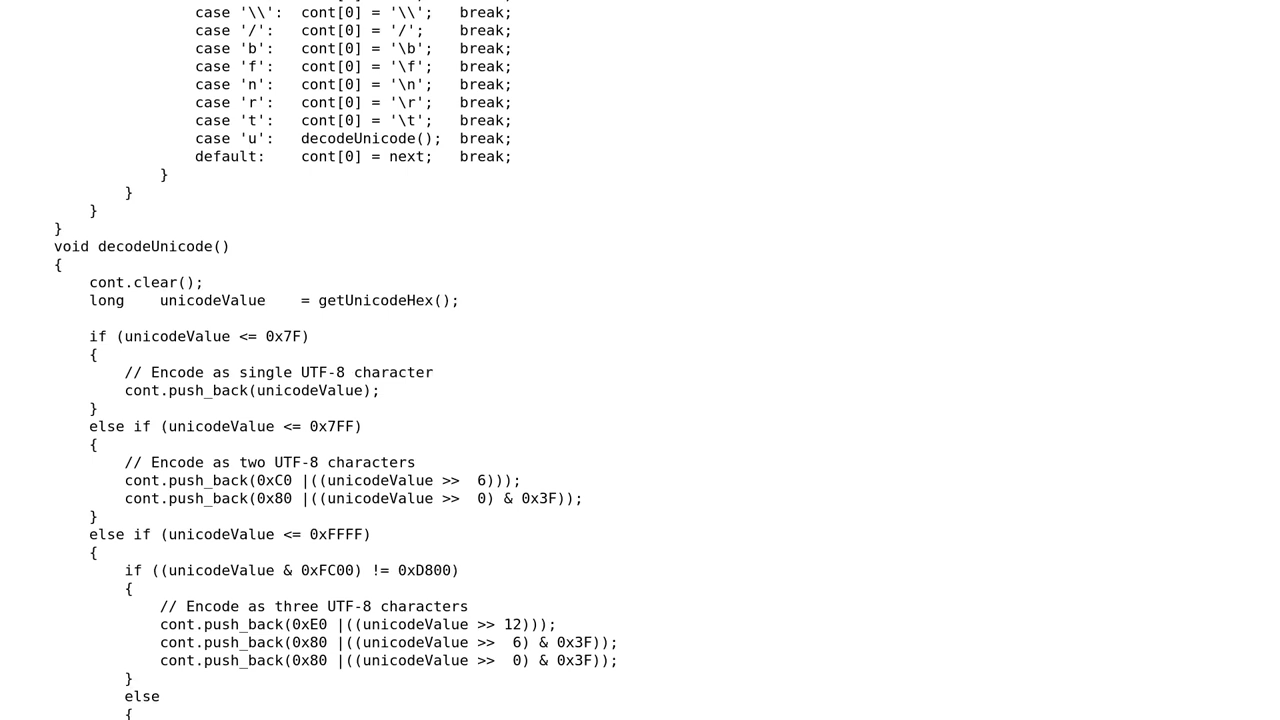 case '\\':  cont[0] = '\\';   break;
                case '/':   cont[0] = '/';    break;
                case 'b':   cont[0] = '\b';   break;
                case 'f':   cont[0] = '\f';   break;
                case 'n':   cont[0] = '\n';   break;
                case 'r':   cont[0] = '\r';   break;
                case 't':   cont[0] = '\t';   break;
                case 'u':   decodeUnicode();  break;
                default:    cont[0] = next;   break;
            }
        }
    }
}
void decodeUnicode()
{
    cont.clear();
    long    unicodeValue    = getUnicodeHex();

    if (unicodeValue <= 0x7F)
    {
        // Encode as single UTF-8 character
        cont.push_back(unicodeValue);
    }
    else if (unicodeValue <= 0x7FF)
    {
        // Encode as two UTF-8 characters
        cont.push_back(0xC0 |((unicodeValue >>  6)));
        cont.push_back(0x80 |((unicodeValue >>  0) & 0x3F));
    }
    else if (unicodeValue <= 0xFFFF)
    {
        if ((unicodeValue & 0xFC00) != 0xD800)
        {
            // Encode as three UTF-8 characters
            cont.push_back(0xE0 |((unicodeValue >> 12)));
            cont.push_back(0x80 |((unicodeValue >>  6) & 0x3F));
            cont.push_back(0x80 |((unicodeValue >>  0) & 0x3F));
        }
        else
        {